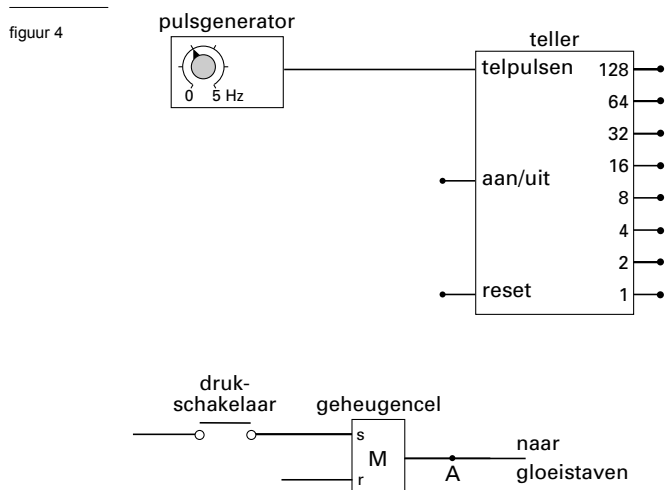 figuur 4
pulsgenerator
0 5 Hz
teller
telpulsen 128
64
32
16
aan/uit
8
4
2
reset 1
druk-
schakelaar
geheugencel
s
M
r
A
naar
gloeistaven